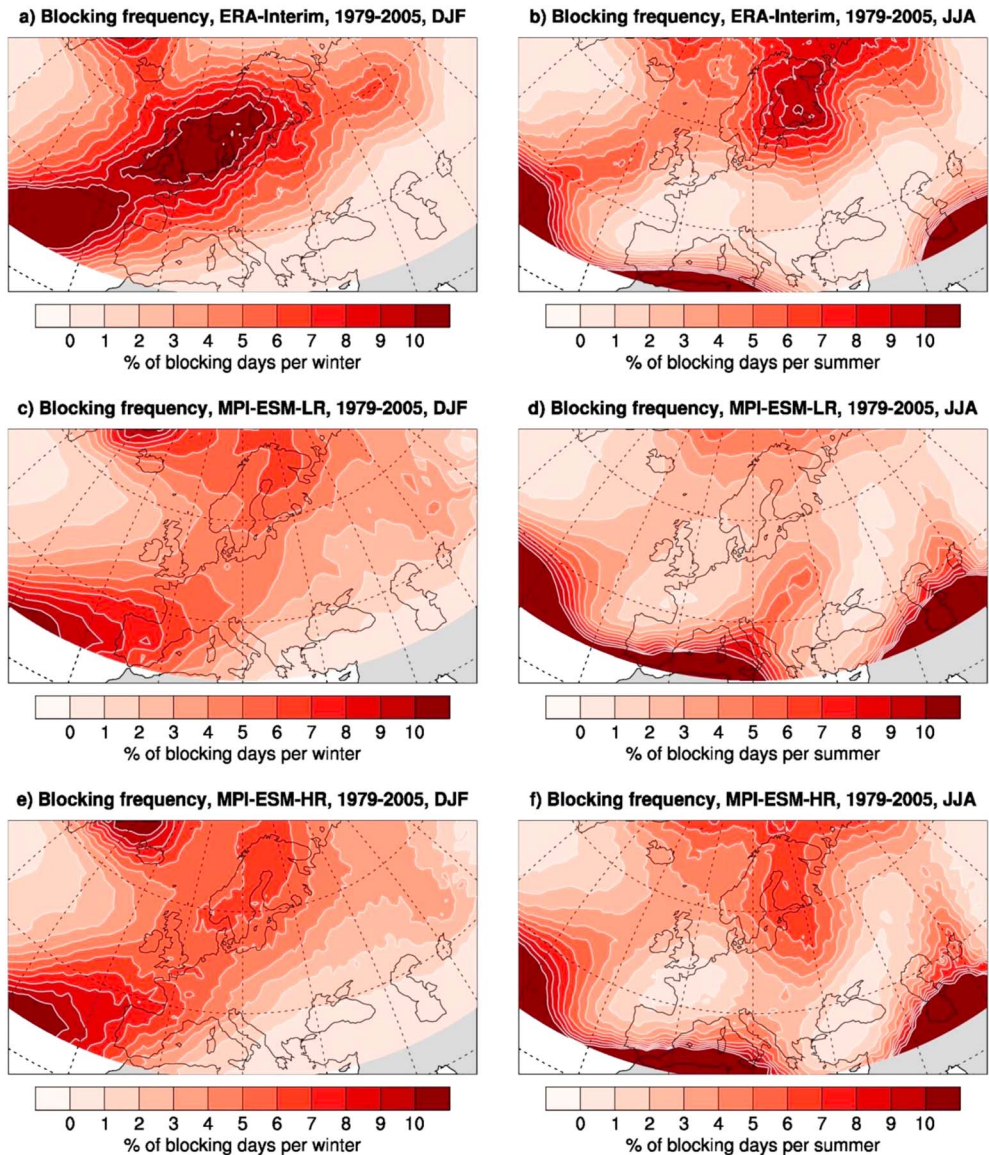 a) Blocking frequency, ERA-Interim, 1979-2005, DJF
b) Blocking frequency, ERA-Interim, 1979-2005, JJA
0 1 2 3 4 5 6 7 8 9 10
% of blocking days per winter
0 1 2 3 4 5 6 7 8 9 10
% of blocking days per summer
c) Blocking frequency, MPI-ESM-LR, 1979-2005, DJF
d) Blocking frequency, MPI-ESM-LR, 1979-2005, JJA
0 1 2 3 4 5 6 7 8 9 10
% of blocking days per winter
0 1 2 3 4 5 6 7 8 9 10
% of blocking days per summer
e) Blocking frequency, MPI-ESM-HR, 1979-2005, DJF
f) Blocking frequency, MPI-ESM-HR, 1979-2005, JJA
0 1 2 3 4 5 6 7 8 9 10
% of blocking days per winter
0 1 2 3 4 5 6 7 8 9 10
% of blocking days per summer